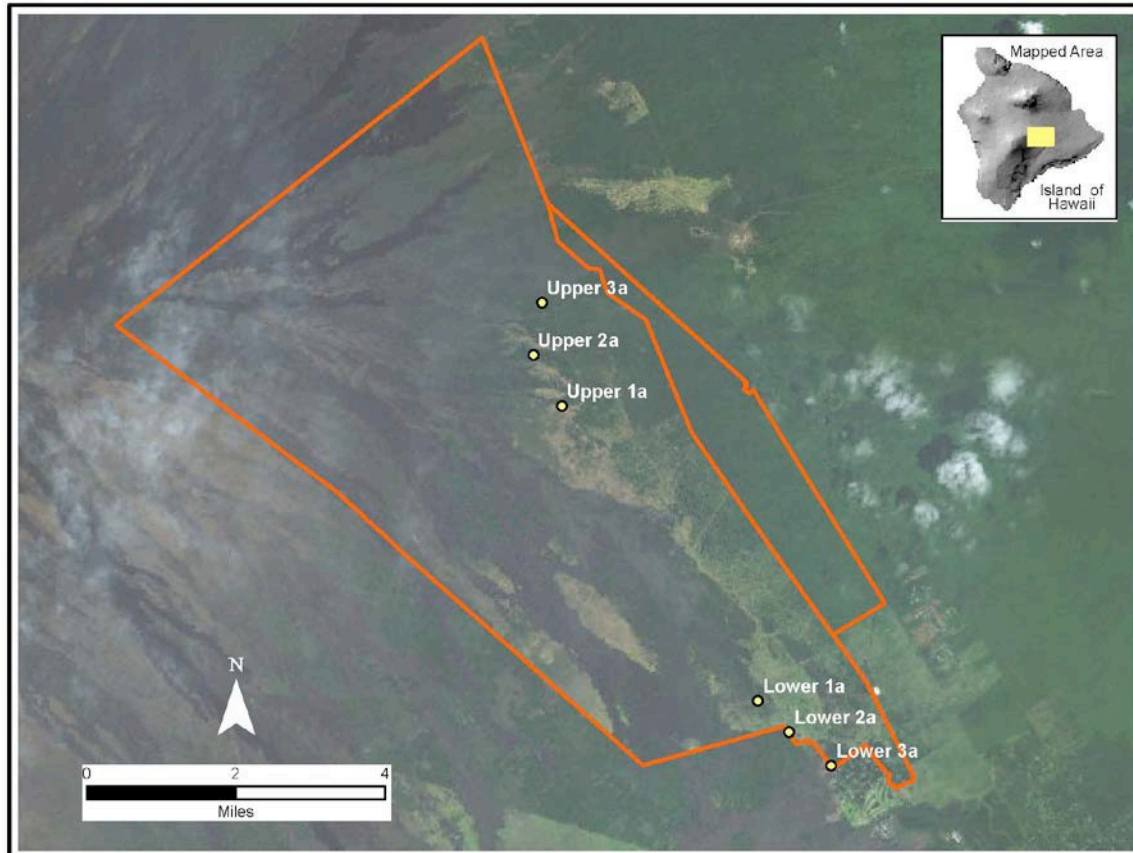 Mapped Area
Island of
Hawaii
Upper 3a
Upper 2a
Upper 1a
Lower 1a
Lower 2a
Lower 3a
N
0 2 4
Miles